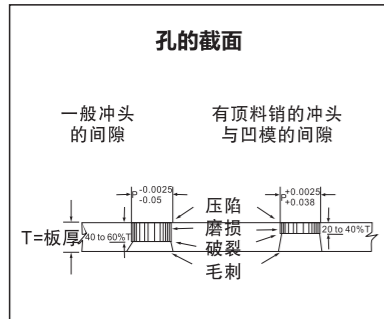 孔的截面
一般冲头
的间隙
有顶料销的冲头
与凹模的间隙
P-0.0025
-0.05
P+0.0025
+0.038
压陷
磨损
破裂
毛刺
T=板厚
40 to 60%T
20 to 40%T